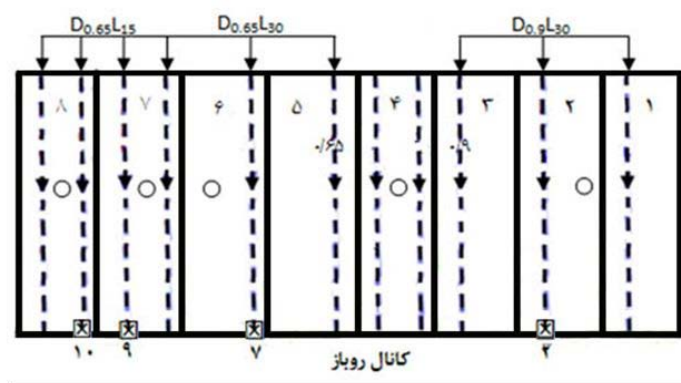 D0.65L15 D0.65L30 D0.9L30
۸ ۷ ۶ ۵ ۴ ۳ ۲ ۱
۰/۶۵ ۰/۹
۱۰ ۹ ۷ ۲
کانال روباز